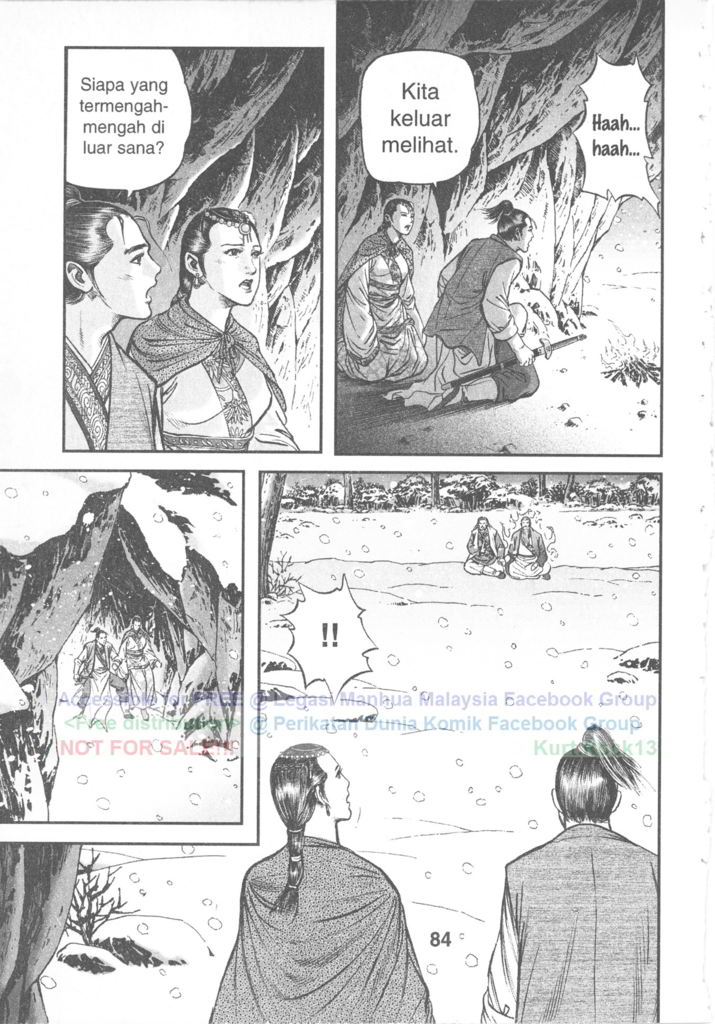 Haah...
haah...
Kita
keluar
melihat.
Siapa yang
termengah-
mengah di
luar sana?
!!
Accessible for FREE @ Legasi Manhua Malaysia Facebook Group
<Free distribution> @ Perikatan Dunia Komik Facebook Group
NOT FOR SALE!!!
84